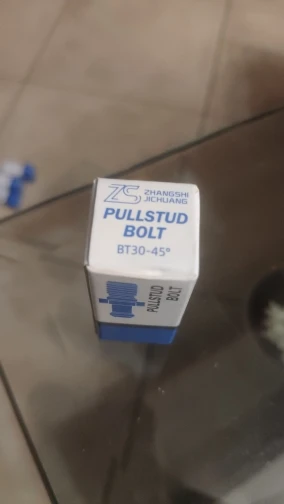 ZS ZHANGSHI
JICHUANG
PULLSTUD
BOLT
BT30-45°
PULLSTUD
BOLT